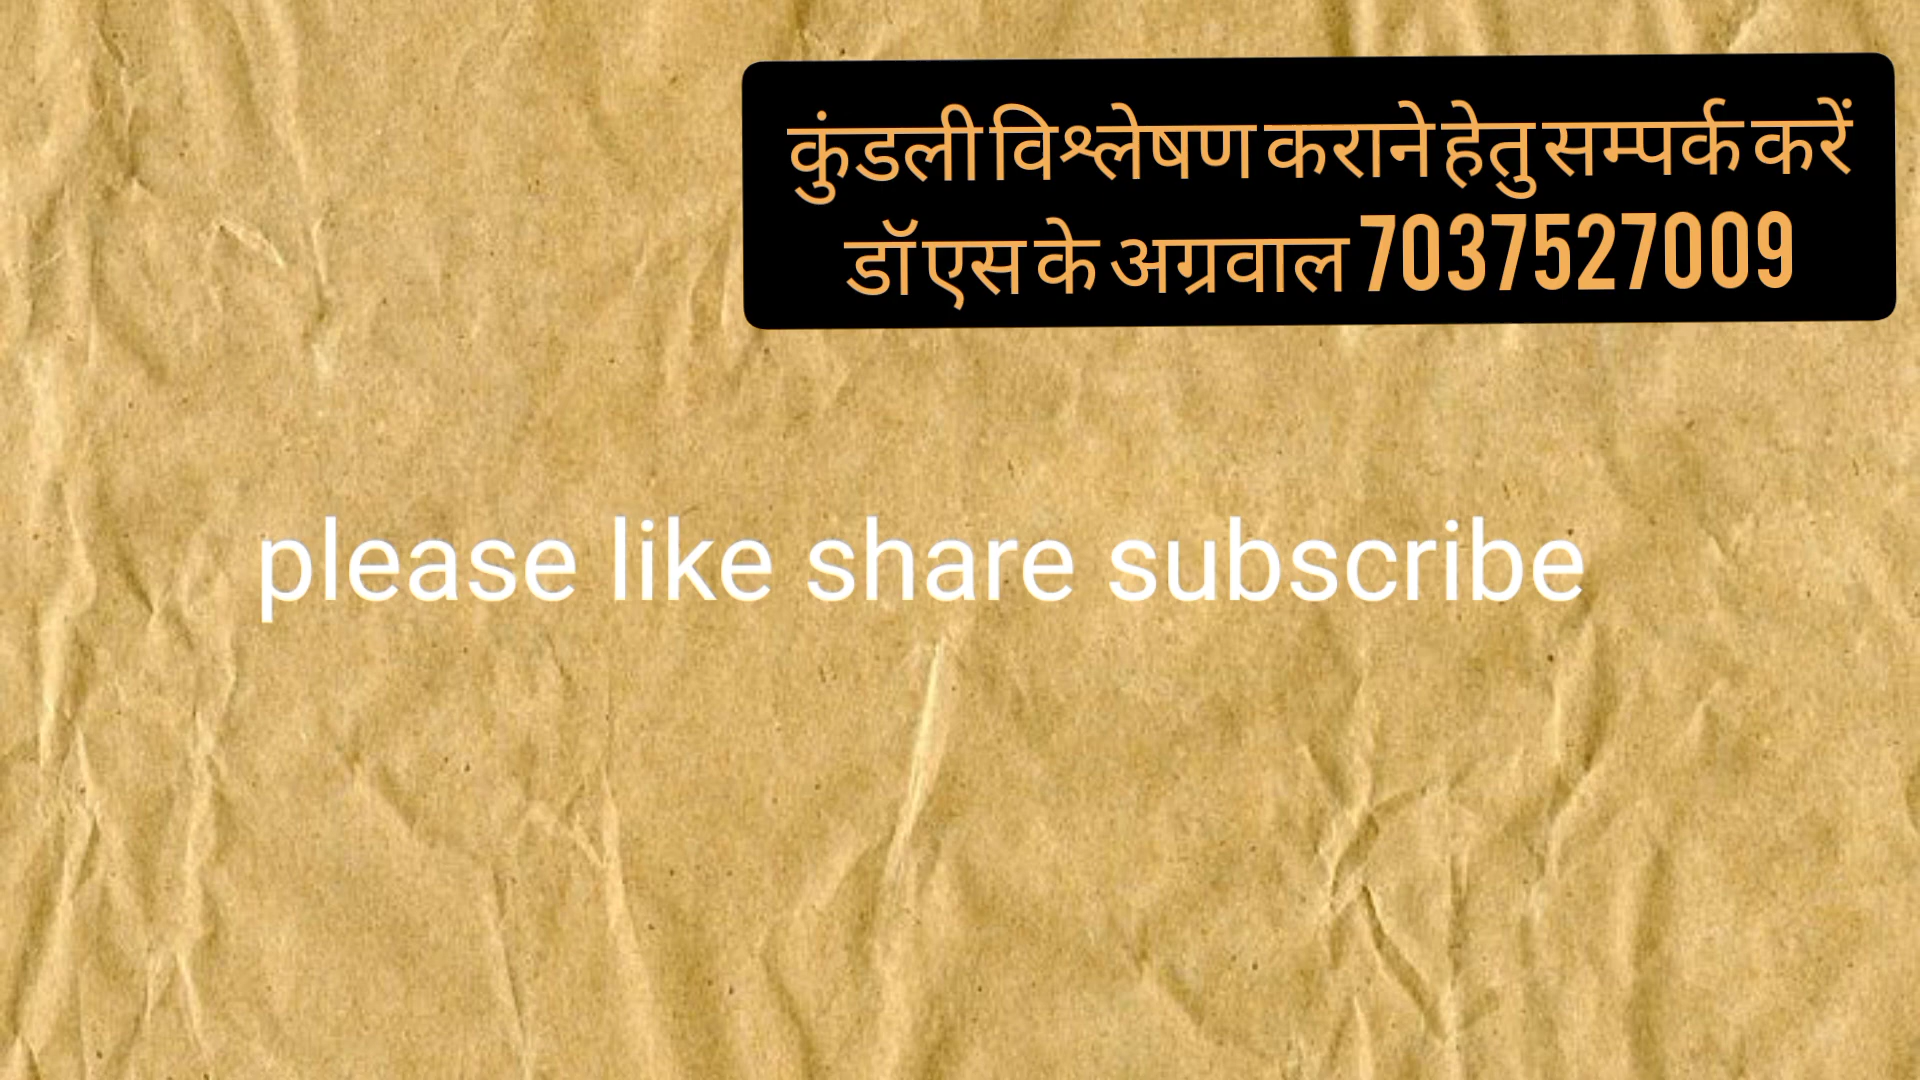 कुंडली विश्लेषण कराने हेतु सम्पर्क करें
डॉ एस के अग्रवाल 7037527009
please like share subscribe